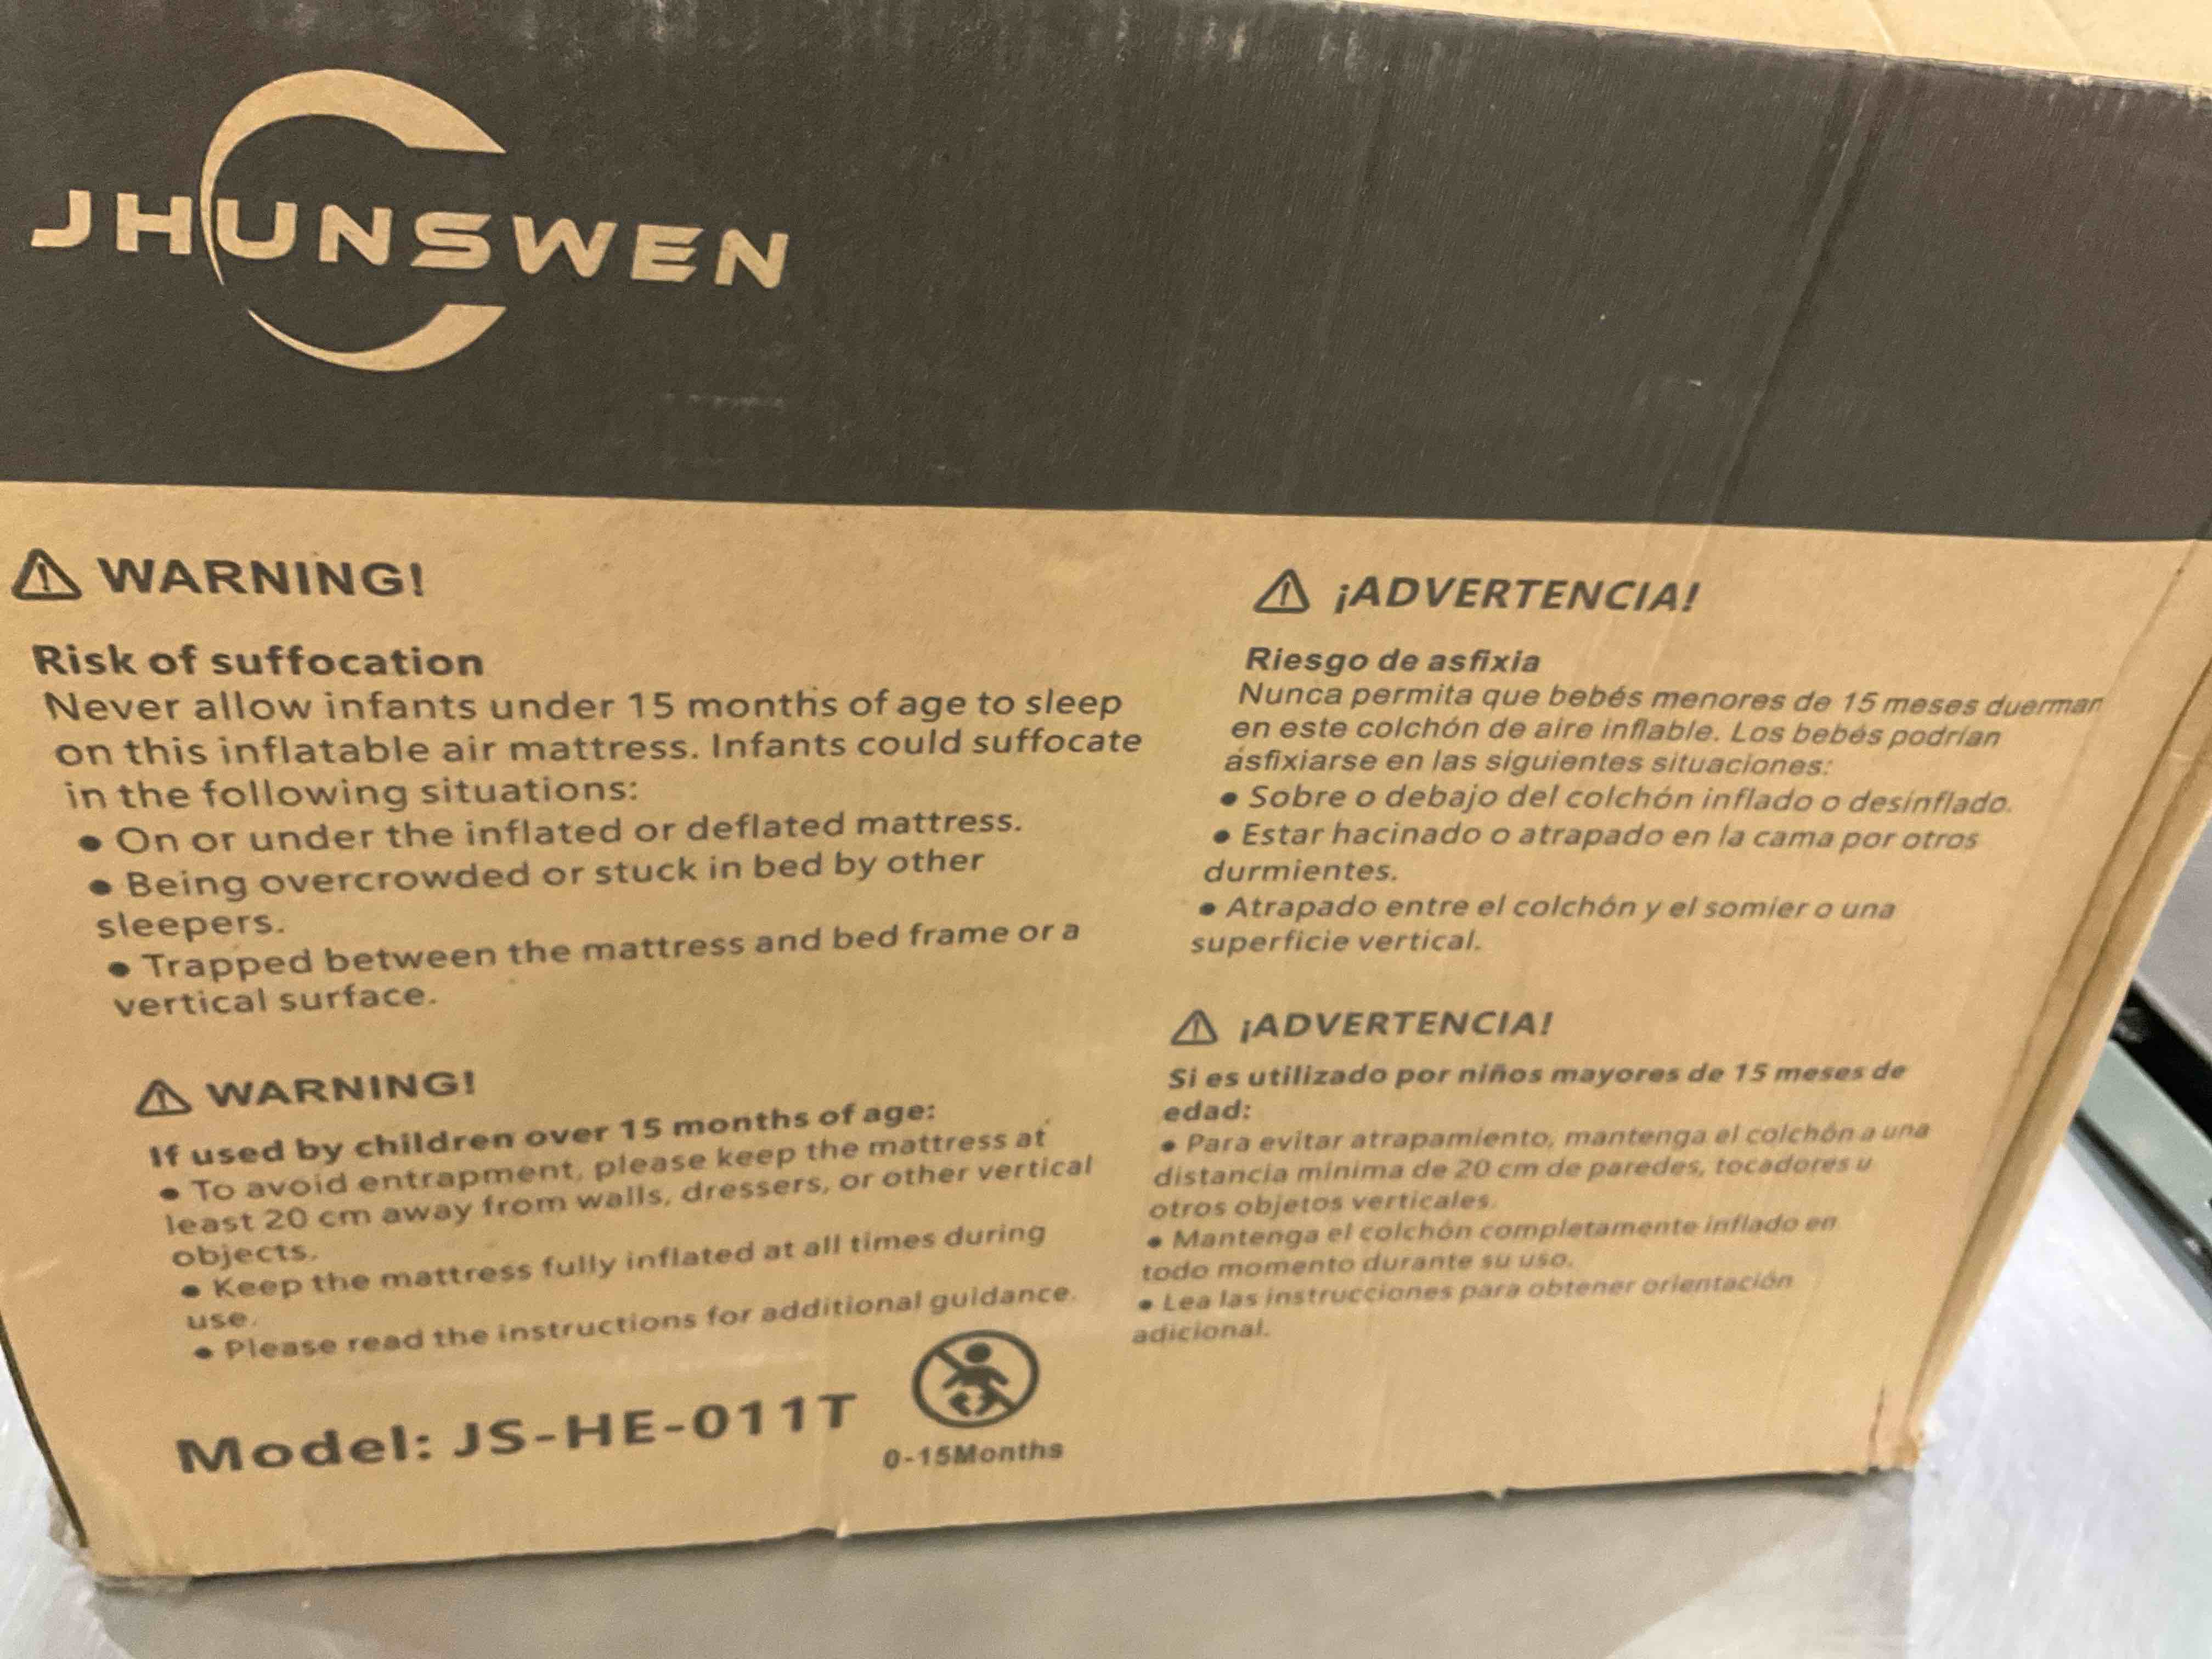 JHUNSWEN
WARNING!
Risk of suffocation
Never allow infants under 15 months of age to sleep
on this inflatable air mattress. Infants could suffocate
in the following situations:
● On or under the inflated or deflated mattress.
● Being overcrowded or stuck in bed by other
sleepers.
● Trapped between the mattress and bed frame or a
vertical surface.
WARNING!
If used by children over 15 months of age:
● To avoid entrapment, please keep the mattress at
least 20 cm away from walls, dressers, or other vertical
objects.
● Keep the mattress fully inflated at all times during
use.
● Please read the instructions for additional guidance.
Model: JS-HE-011T
0-15Months
¡ADVERTENCIA!
Riesgo de asfixia
Nunca permita que bebés menores de 15 meses duerman
en este colchón de aire inflable. Los bebés podrían
asfixiarse en las siguientes situaciones:
● Sobre o debajo del colchón inflado o desinflado.
● Estar hacinado o atrapado en la cama por otros
durmientes.
● Atrapado entre el colchón y el somier o una
superficie vertical.
¡ADVERTENCIA!
Si es utilizado por niños mayores de 15 meses de
edad:
● Para evitar atrapamiento, mantenga el colchón a una
distancia mínima de 20 cm de paredes, tocadores u
otros objetos verticales.
● Mantenga el colchón completamente inflado en
todo momento durante su uso.
● Lea las instrucciones para obtener orientación
adicional.